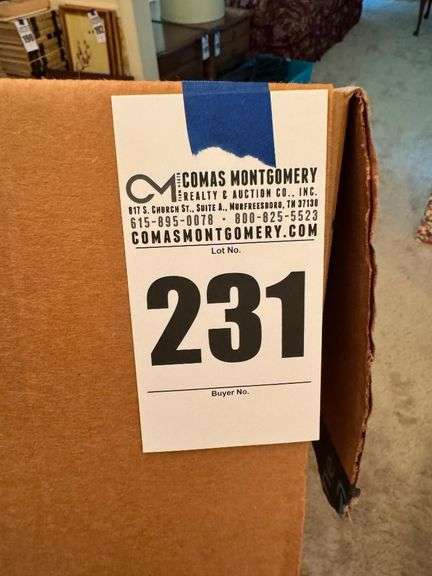 COMAS MONTGOMERY
REALTY & AUCTION CO., INC.
817 S. CHURCH ST., SUITE A., MURFREESBORO, TN 37130
615-895-0078 · 800-825-5523
COMASMONTGOMERY.COM
Lot No.
231
Buyer No.